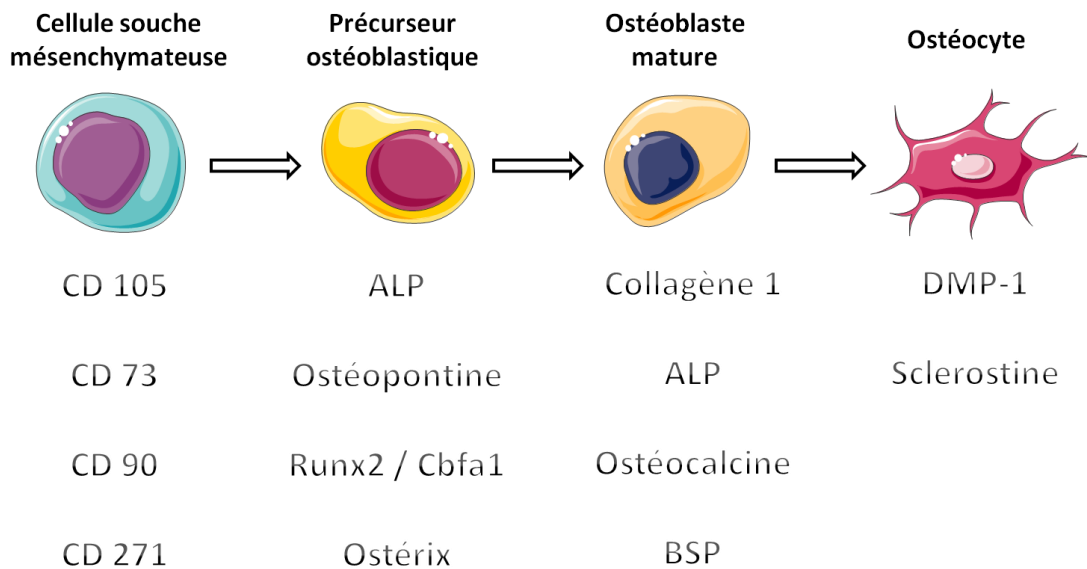 Cellule souche
mésenchymateuse
Précurseur
ostéoblastique
Ostéoblaste
mature
Ostéocyte
CD 105
ALP
Collagène 1
DMP-1
CD 73
Ostéopontine
ALP
Sclerostine
CD 90
Runx2 / Cbfa1
Ostéocalcine
CD 271
Ostérix
BSP